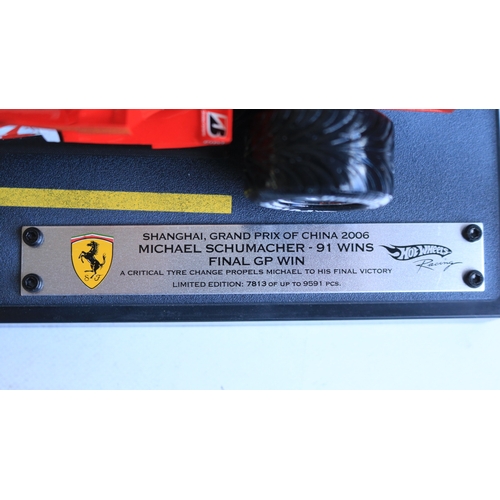 SHANGHAI, GRAND PRIX OF CHINA 2006
MICHAEL SCHUMACHER - 91 WINS
FINAL GP WIN
A CRITICAL TYRE CHANGE PROPELS MICHAEL TO HIS FINAL VICTORY
LIMITED EDITION: 7813 OF UP TO 9591 PCS.
S F
HOT WHEELS
Racing
B